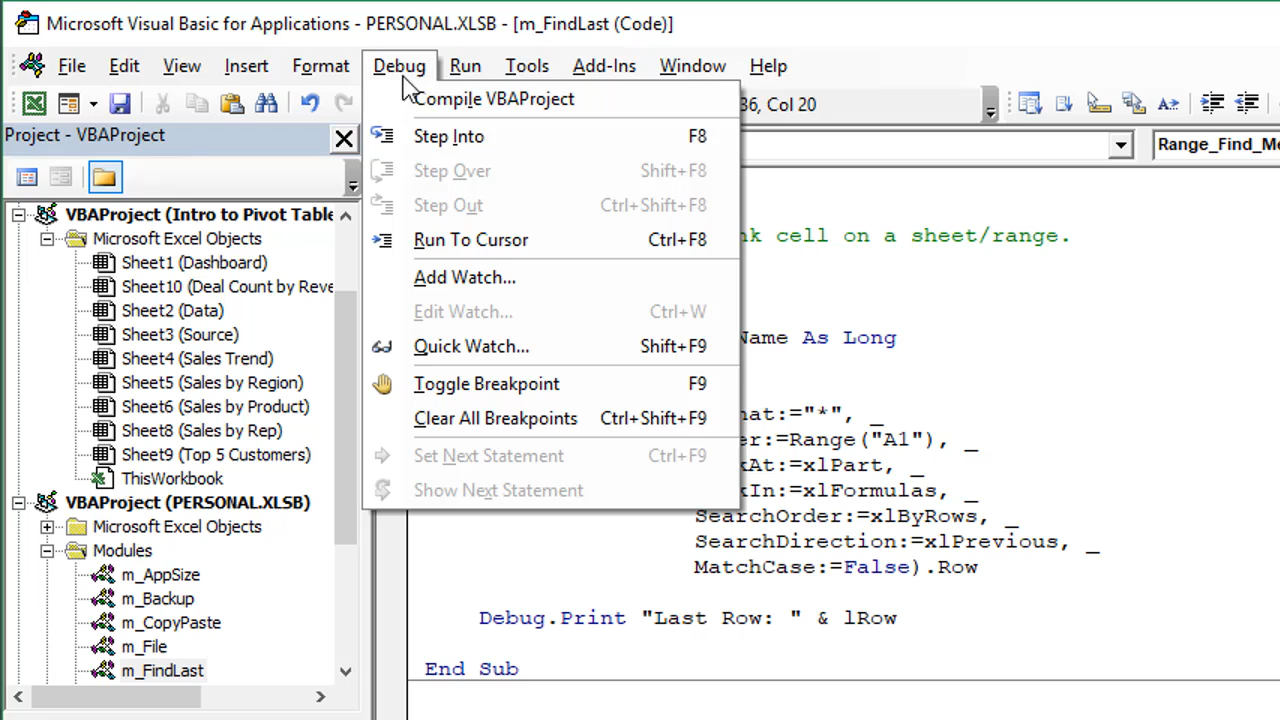 Microsoft Visual Basic for Applications - PERSONAL.XLSB - [m_FindLast (Code)]
File Edit View Insert Format Debug Run Tools Add-Ins Window Help
36, Col 20
Project - VBAProject
Range_Find_Me
VBAProject (Intro to Pivot Table
Microsoft Excel Objects
Sheet1 (Dashboard)
Sheet10 (Deal Count by Reve
Sheet2 (Data)
Sheet3 (Source)
Sheet4 (Sales Trend)
Sheet5 (Sales by Region)
Sheet6 (Sales by Product)
Sheet8 (Sales by Rep)
Sheet9 (Top 5 Customers)
ThisWorkbook
VBAProject (PERSONAL.XLSB)
Microsoft Excel Objects
Modules
m_AppSize
m_Backup
m_CopyPaste
m_File
m_FindLast
Compile VBAProject
Step Into F8
Step Over Shift+F8
Step Out Ctrl+Shift+F8
Run To Cursor Ctrl+F8
Add Watch...
Edit Watch... Ctrl+W
Quick Watch... Shift+F9
Toggle Breakpoint F9
Clear All Breakpoints Ctrl+Shift+F9
Set Next Statement Ctrl+F9
Show Next Statement
nk cell on a sheet/range.
Name As Long
hat:="*", _
er:=Range("A1"), _
kAt:=xlPart, _
kIn:=xlFormulas, _
SearchOrder:=xlByRows, _
SearchDirection:=xlPrevious, _
MatchCase:=False).Row
Debug.Print "Last Row: " & lRow
End Sub